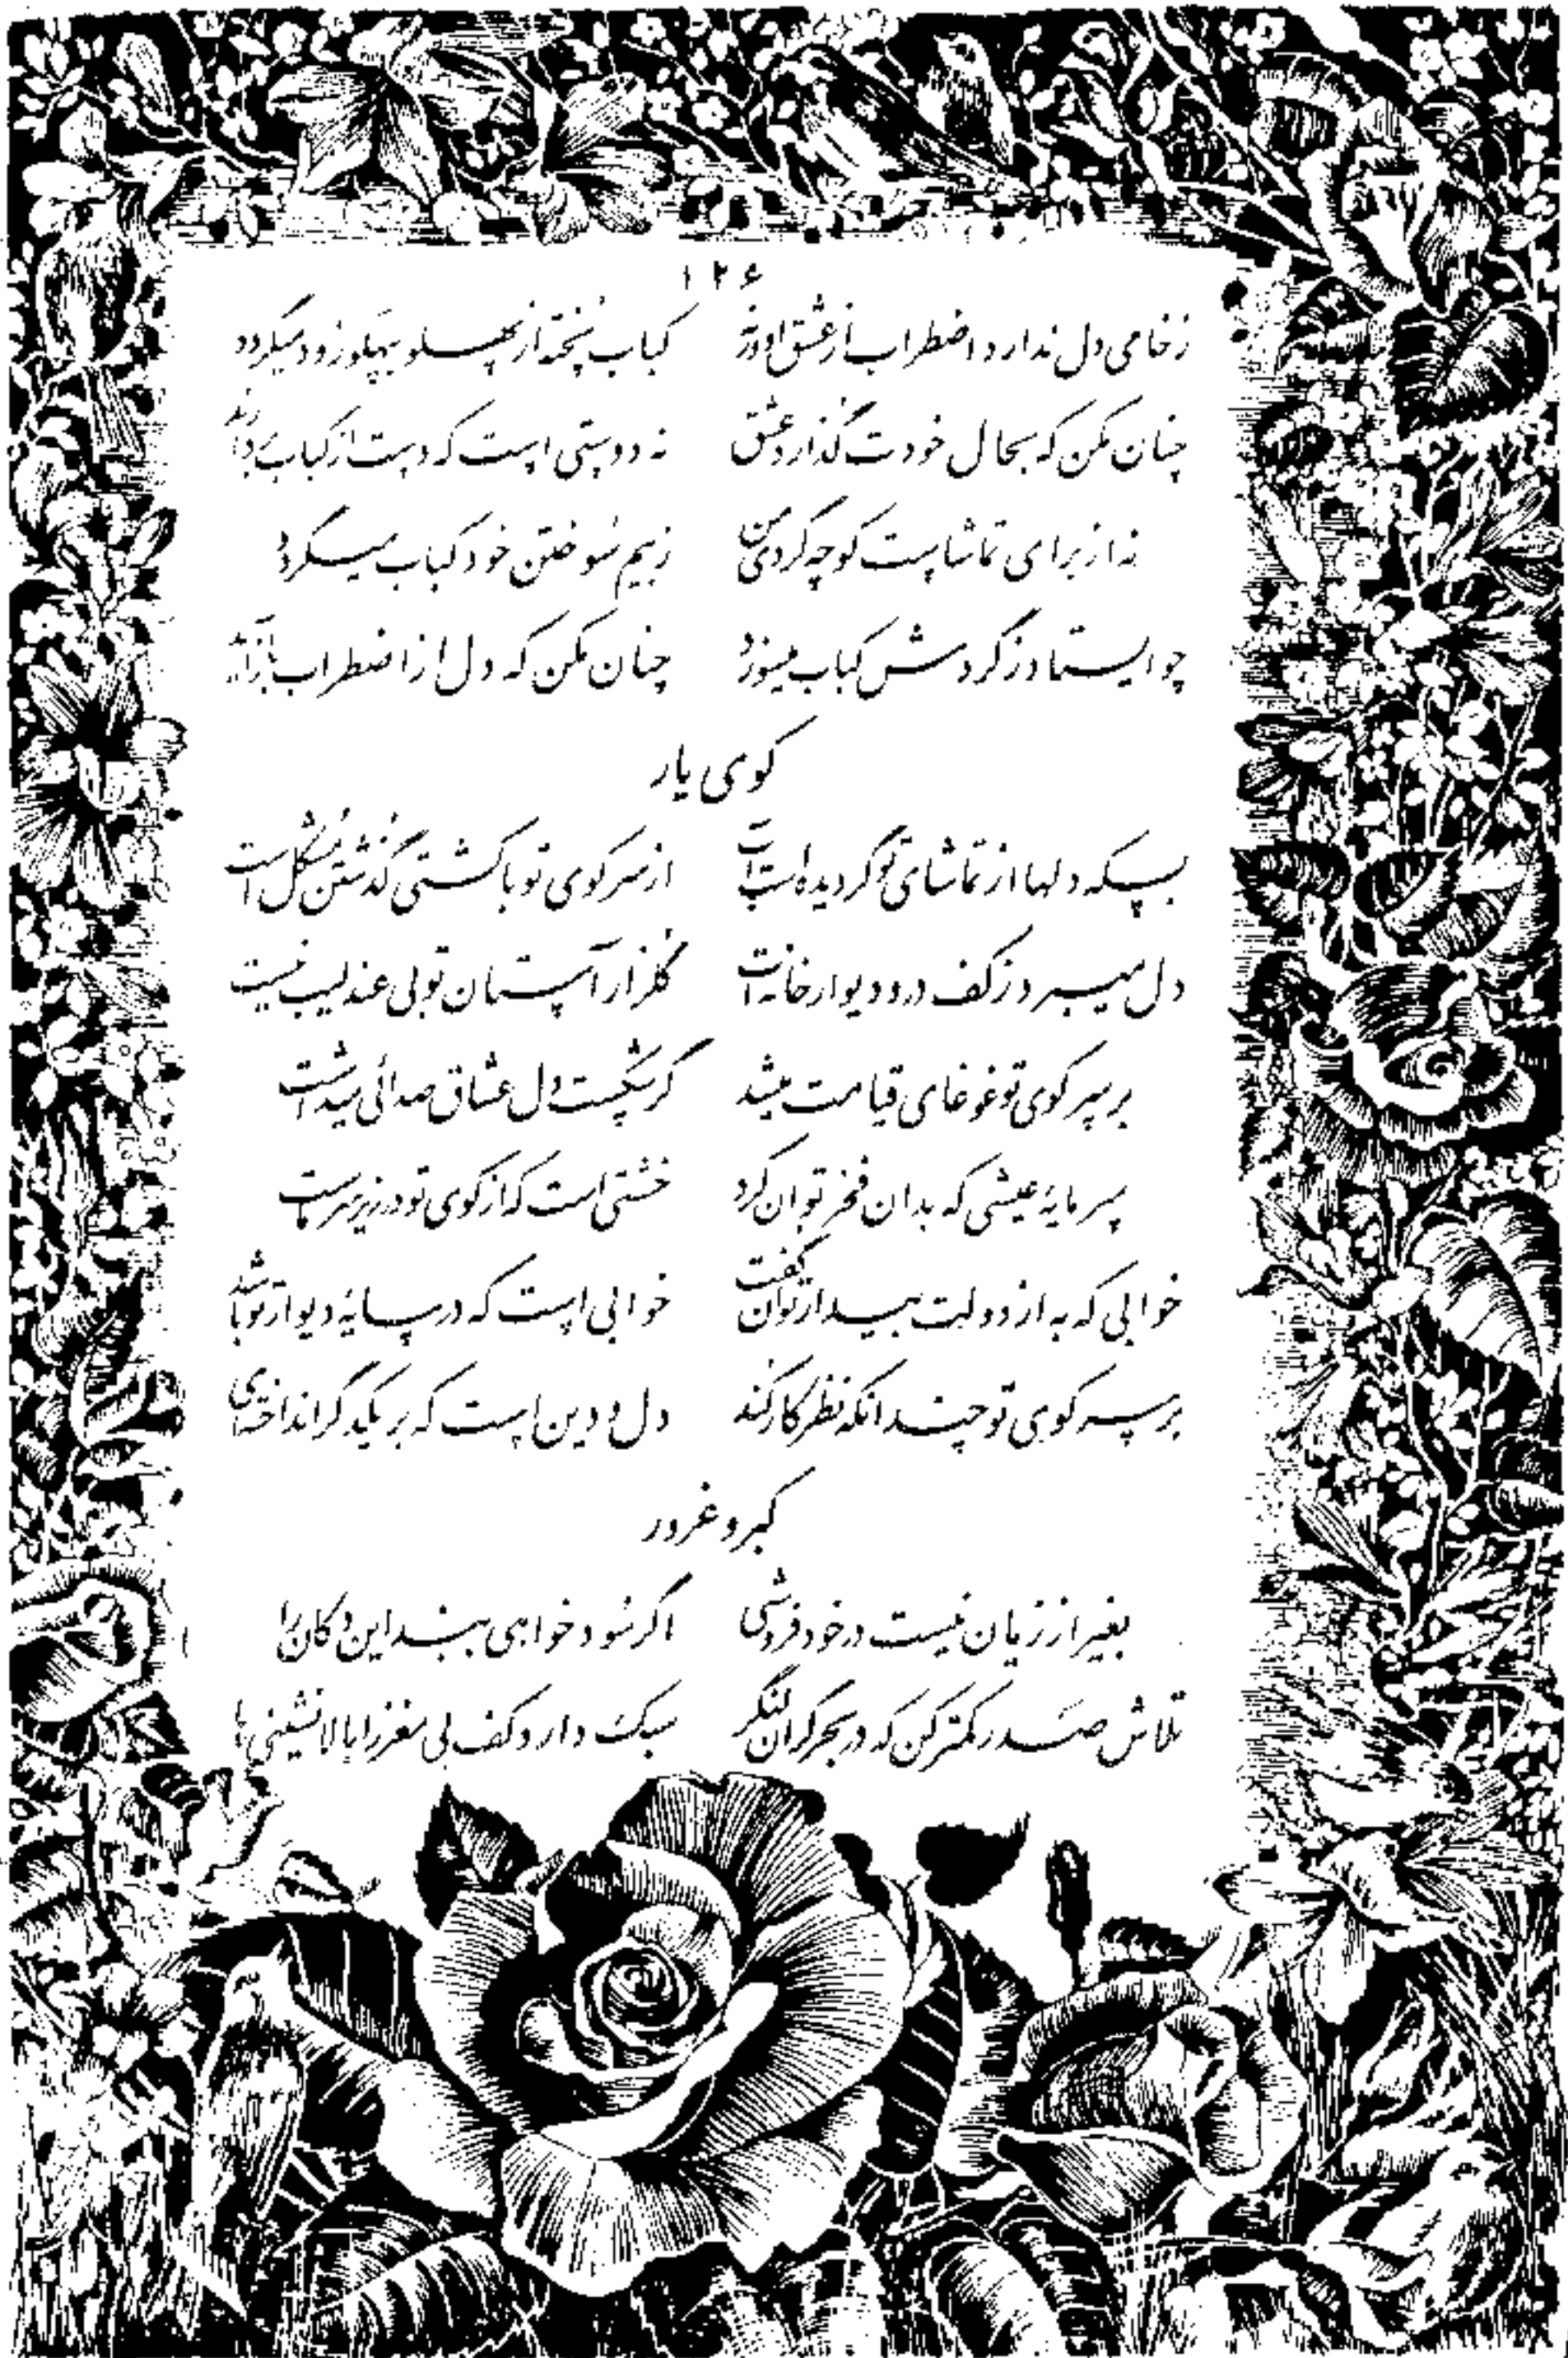 ۱۲۶
ز خامی دل ندارد اضطراب از عشق او ورنه کباب پخته از پهلو بپهلو زود میگردد
چنان مکن که بحال خودت گذارد عشق نه دوستی است که دست از کباب بردارند
نه از برای تماشاست کوچه گردی من ز بیم سوختن خود کباب میگردد
چو ایستاد ز گردش کباب میسوزد چنان مکن که دل از اضطراب باز آید
کوی یار
بسکه دلها از تماشای تو گردیده است آب از سر کوی تو با کشتی گذشتن مشکل است
دل میبرد ز کف در و دیوار خانه‌ات گلزار آستان تو بی عندلیب نیست
بر سر کوی تو غوغای قیامت میشد گر شکست دل عشاق صدائی میداشت
سرمایهٔ عیشی که بدان فخر توان کرد خشتی است که از کوی تو در زیر سر ماست
خوابی که به از دولت بیدار توان گفت خوابی است که در سایهٔ دیوار تو باشد
بر سر کوی تو چندانکه نظر کار کند دل و دین است که بر یکدگر انداخته‌ای
کبر و غرور
بغیر از زیان نیست در خودفروشی اگر سود خواهی ببند این دکان را
تلاش صدر کمتر کن که در بحر گران لنگر سبک دارد کف بی مغز را بالانشینی‌ها